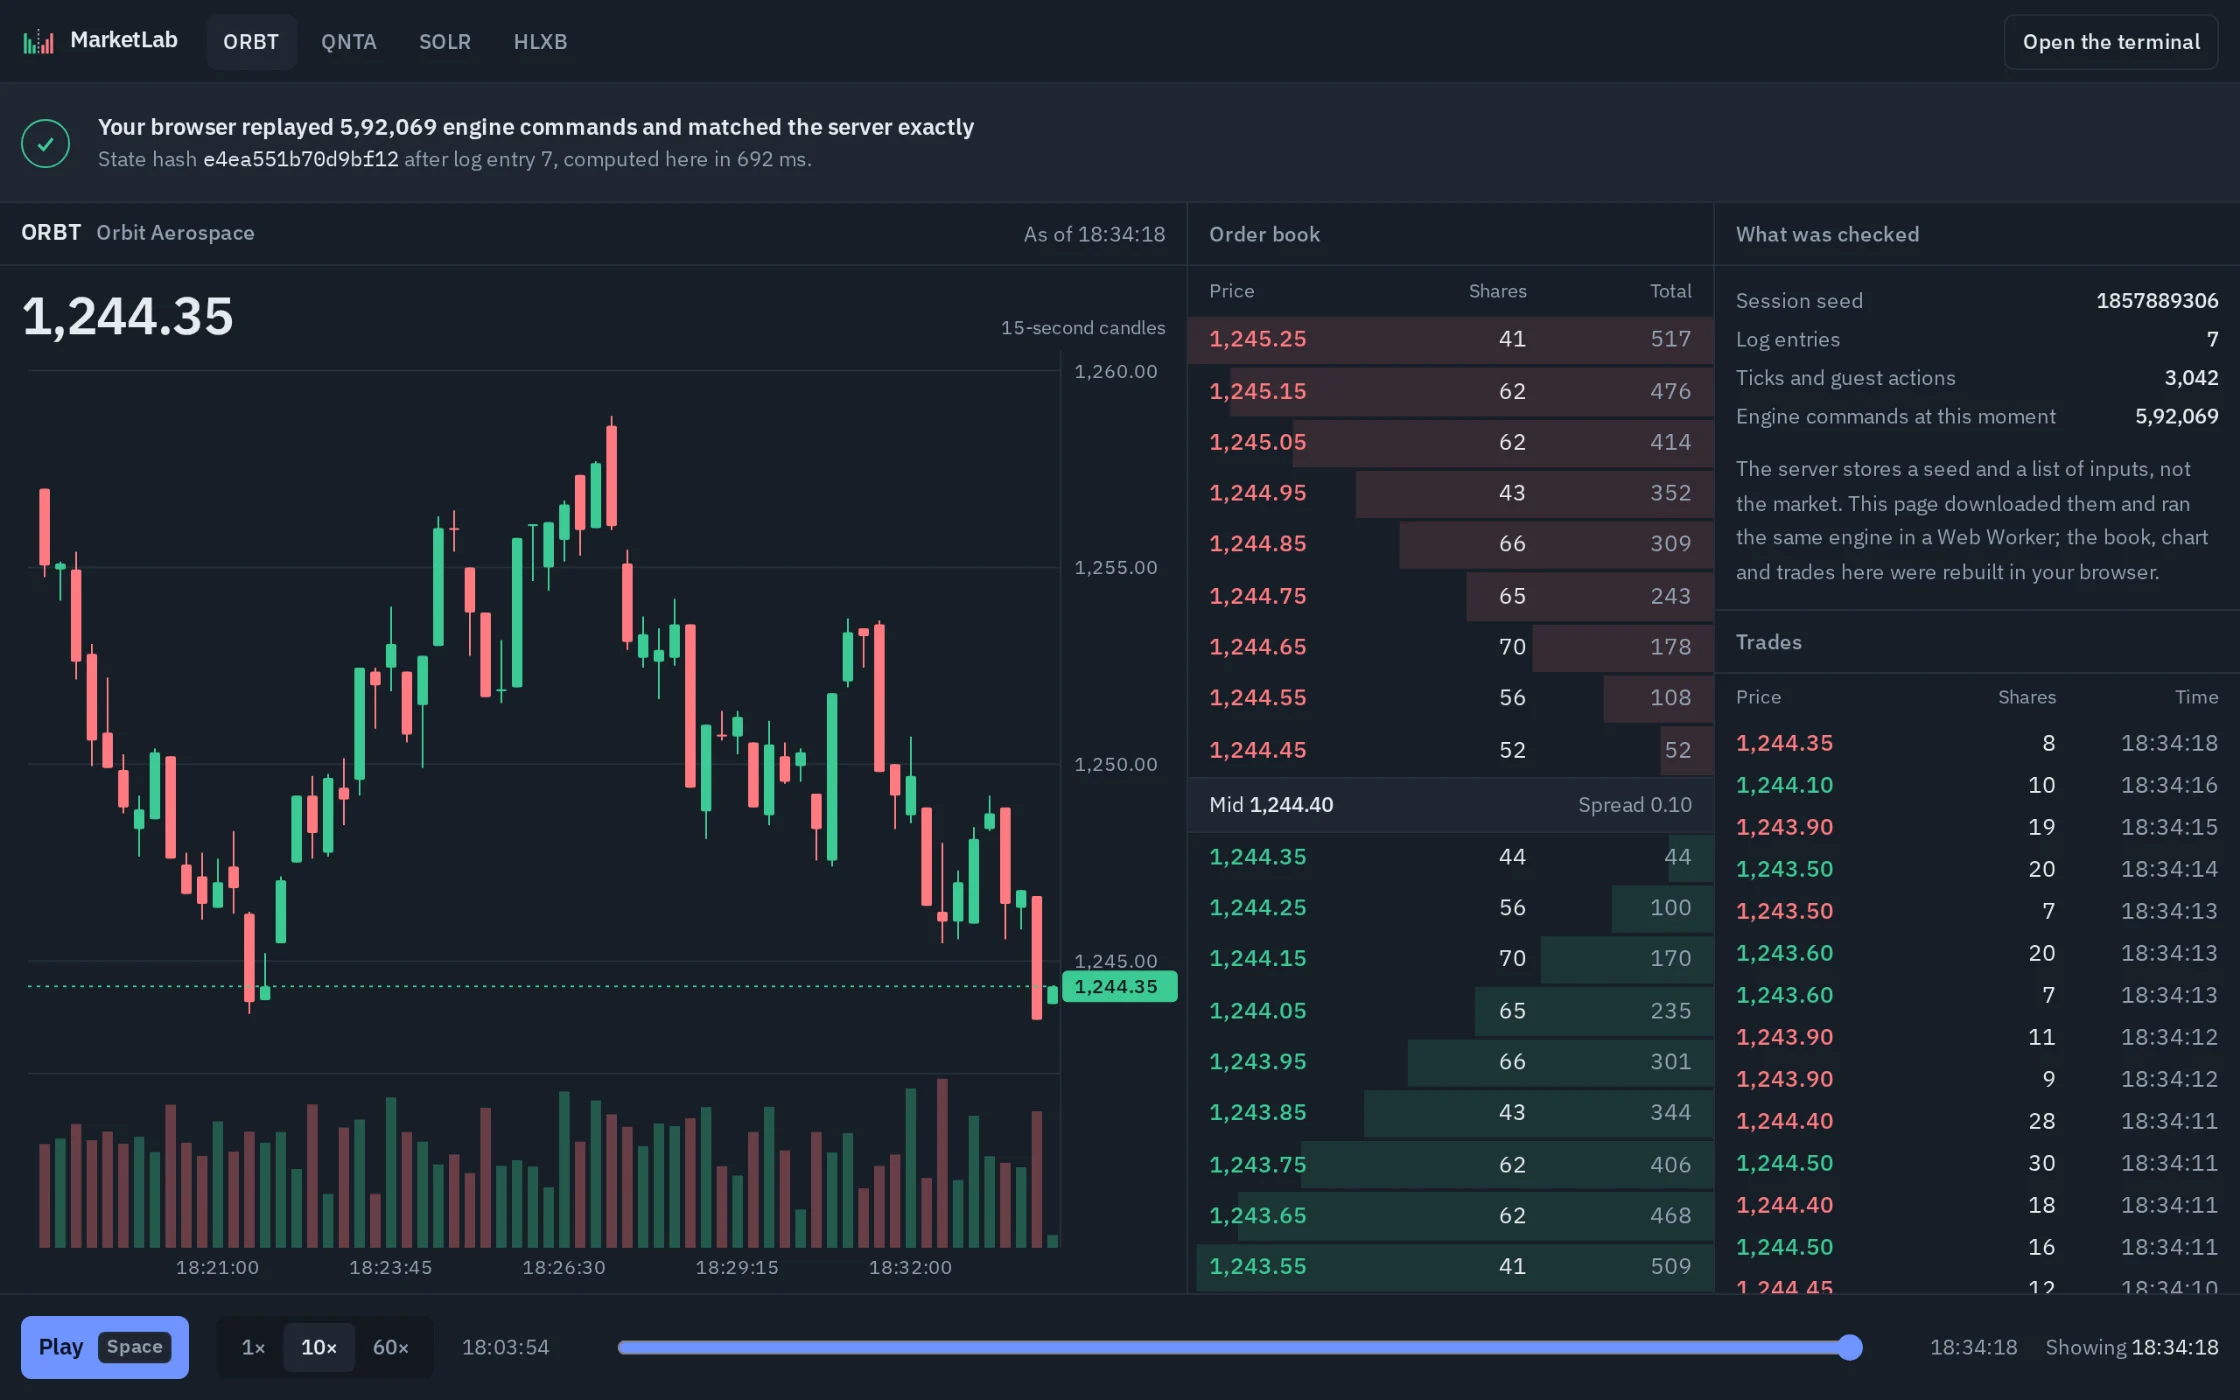 MarketLab ORBT QNTA SOLR HLXB Open the terminal
Your browser replayed 5,92,069 engine commands and matched the server exactly
State hash e4ea551b70d9bf12 after log entry 7, computed here in 692 ms.
ORBT Orbit Aerospace As of 18:34:18
1,244.35
15-second candles
1,260.00
1,255.00
1,250.00
1,245.00
1,244.35
18:21:00 18:23:45 18:26:30 18:29:15 18:32:00
Order book
Price Shares Total
1,245.25 41 517
1,245.15 62 476
1,245.05 62 414
1,244.95 43 352
1,244.85 66 309
1,244.75 65 243
1,244.65 70 178
1,244.55 56 108
1,244.45 52 52
Mid 1,244.40 Spread 0.10
1,244.35 44 44
1,244.25 56 100
1,244.15 70 170
1,244.05 65 235
1,243.95 66 301
1,243.85 43 344
1,243.75 62 406
1,243.65 62 468
1,243.55 41 509
What was checked
Session seed 1857889306
Log entries 7
Ticks and guest actions 3,042
Engine commands at this moment 5,92,069
The server stores a seed and a list of inputs, not
the market. This page downloaded them and ran
the same engine in a Web Worker; the book, chart
and trades here were rebuilt in your browser.
Trades
Price Shares Time
1,244.35 8 18:34:18
1,244.10 10 18:34:16
1,243.90 19 18:34:15
1,243.50 20 18:34:14
1,243.50 7 18:34:13
1,243.60 20 18:34:13
1,243.60 7 18:34:13
1,243.90 11 18:34:12
1,243.90 9 18:34:12
1,244.40 28 18:34:11
1,244.50 30 18:34:11
1,244.40 18 18:34:11
1,244.50 16 18:34:11
1,244.45 12 18:34:10
Play Space 1× 10× 60× 18:03:54 18:34:18 Showing 18:34:18